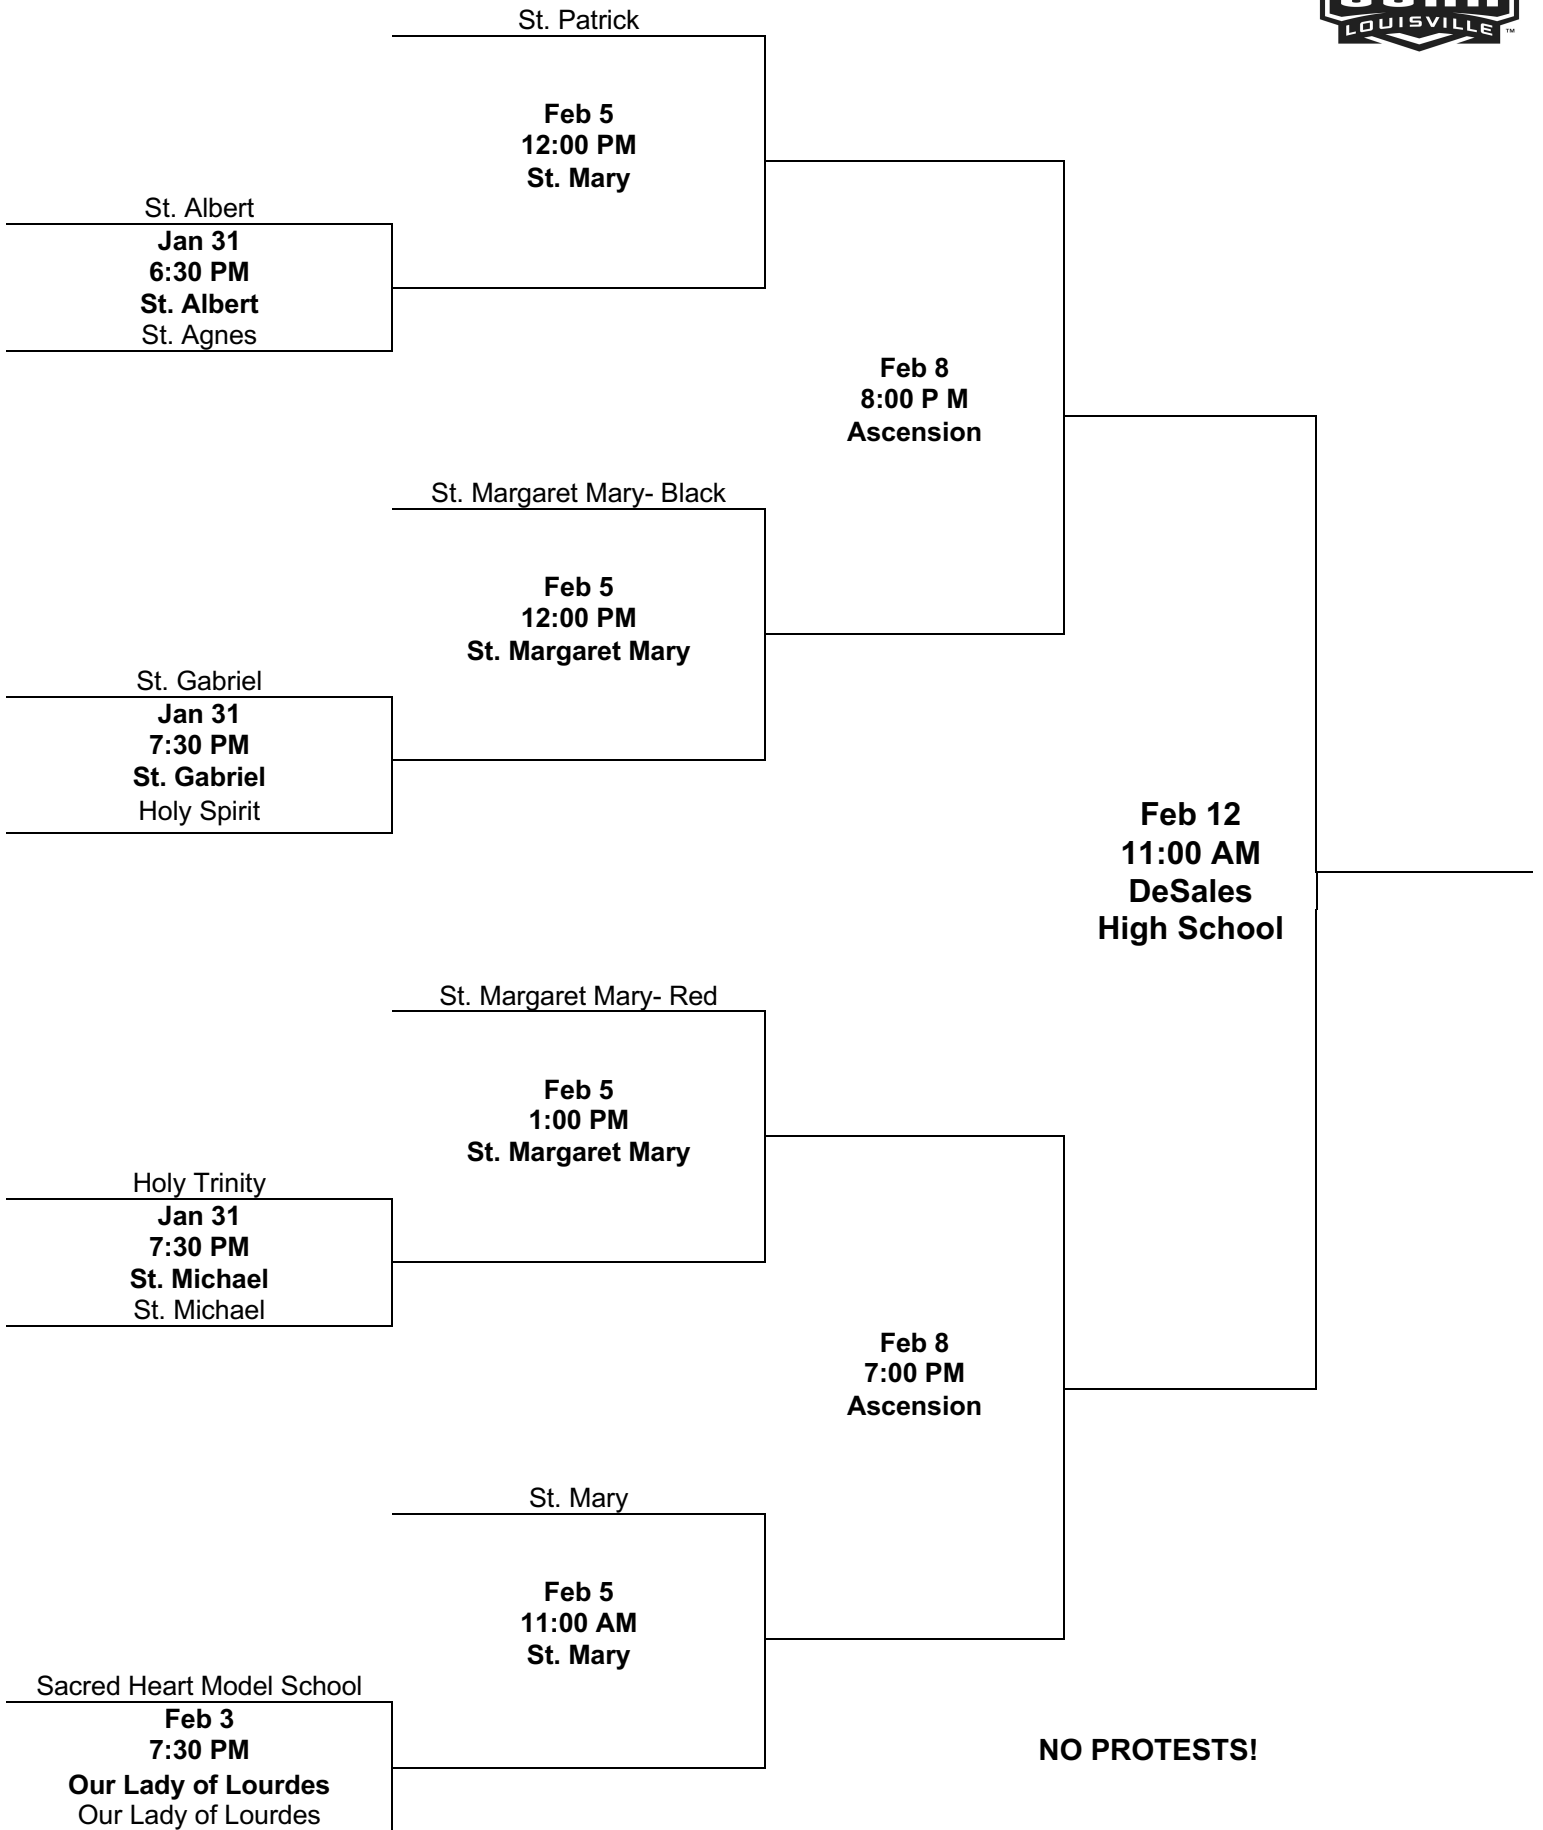 LOUISVILLE ™
St. Patrick
Feb 5
12:00 PM
St. Mary
St. Albert
Jan 31
6:30 PM
St. Albert
St. Agnes
Feb 8
8:00 P M
Ascension
St. Margaret Mary- Black
Feb 5
12:00 PM
St. Margaret Mary
St. Gabriel
Jan 31
7:30 PM
St. Gabriel
Holy Spirit
Feb 12
11:00 AM
DeSales
High School
St. Margaret Mary- Red
Feb 5
1:00 PM
St. Margaret Mary
Holy Trinity
Jan 31
7:30 PM
St. Michael
St. Michael
Feb 8
7:00 PM
Ascension
St. Mary
Feb 5
11:00 AM
St. Mary
Sacred Heart Model School
Feb 3
7:30 PM
Our Lady of Lourdes
Our Lady of Lourdes
NO PROTESTS!